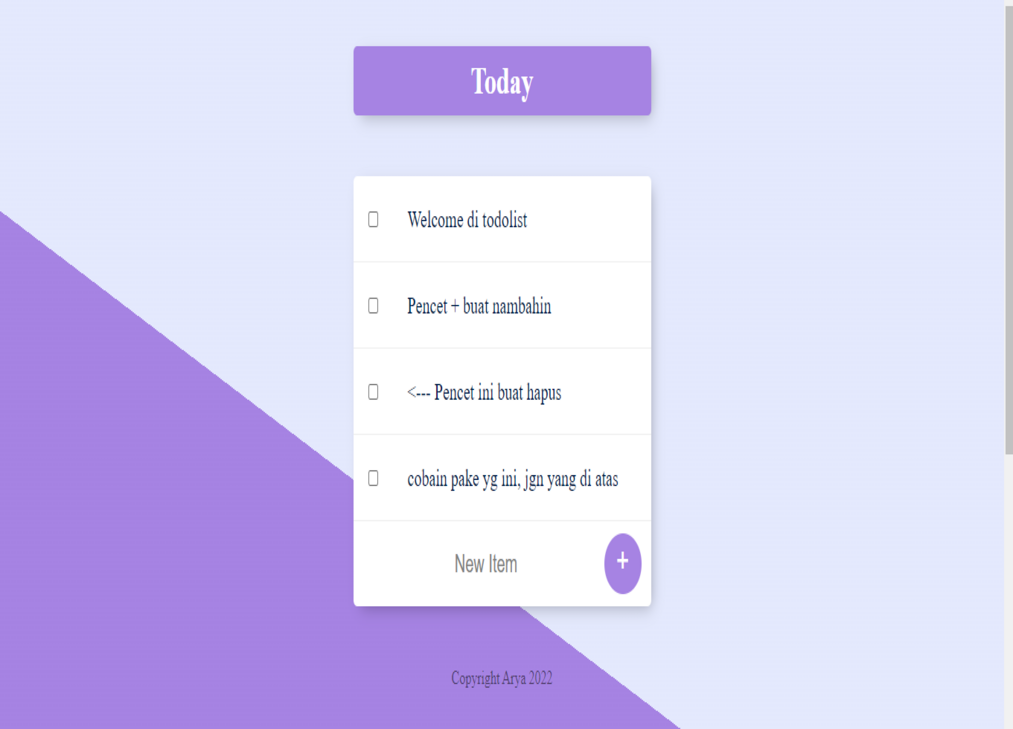 Today
Welcome di todolist
Pencet + buat nambahin
<--- Pencet ini buat hapus
cobain pake yg ini, jgn yang di atas
New Item
+
Copyright Arya 2022